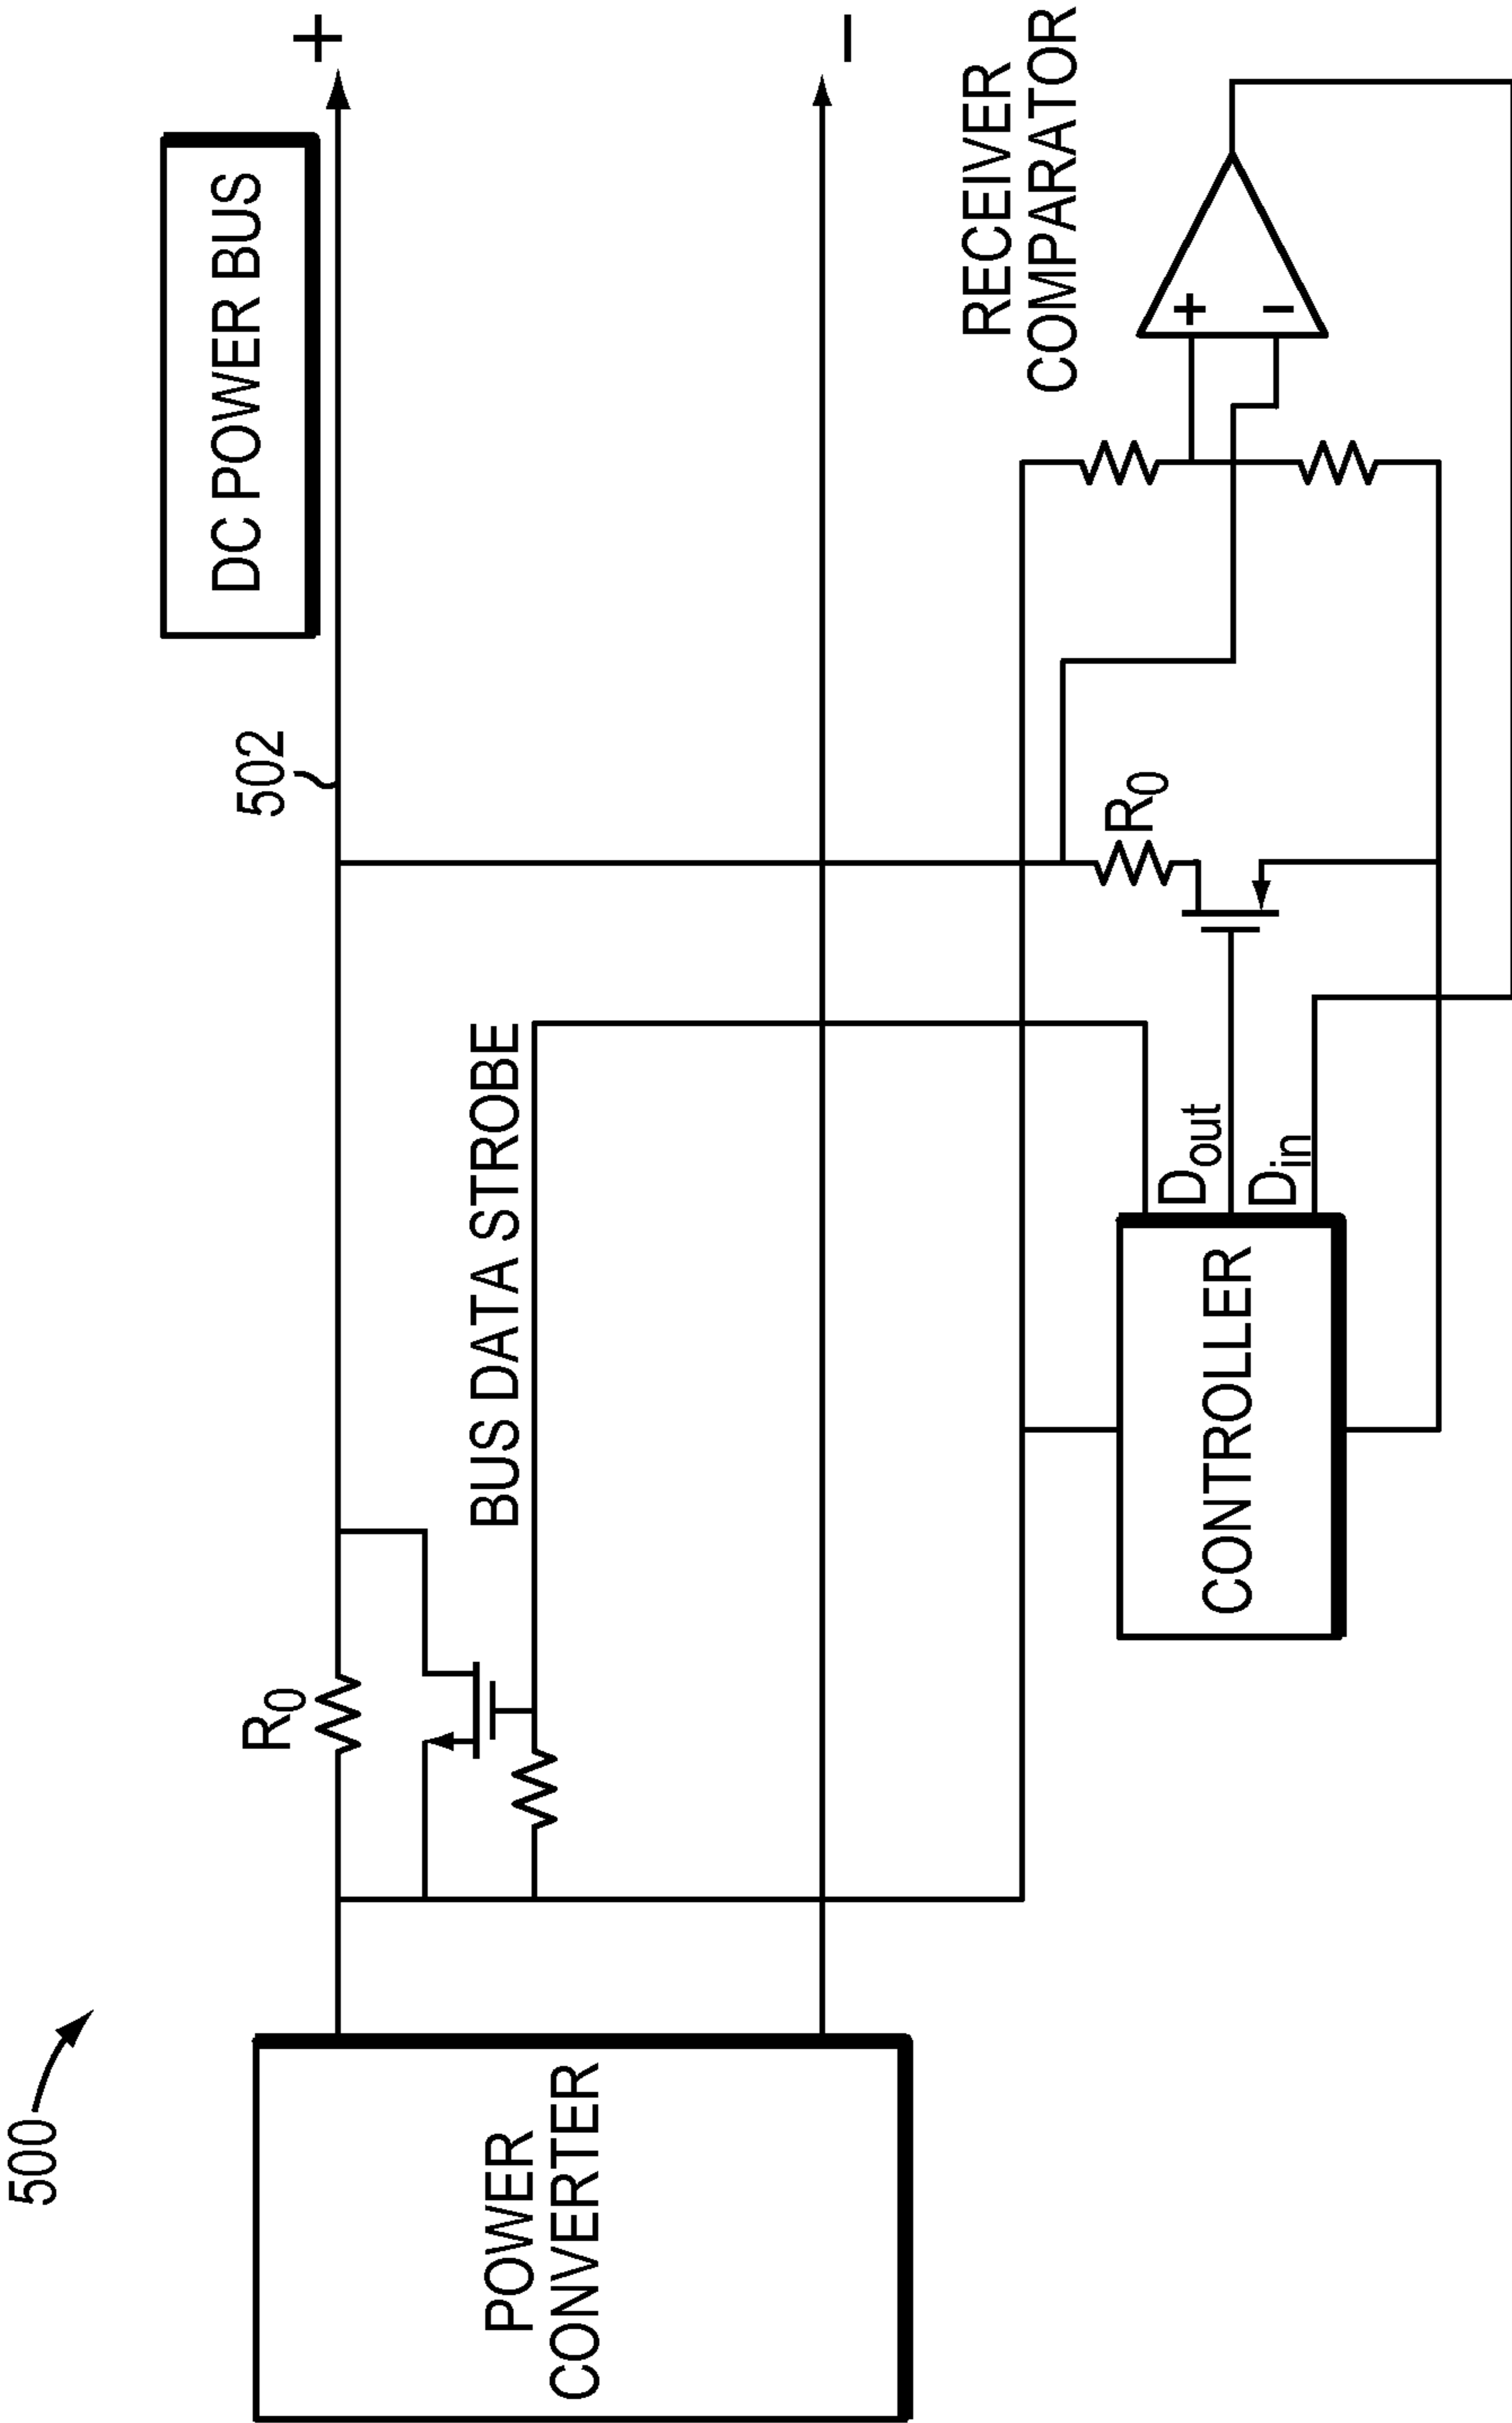 500
POWER
CONVERTER
R0
BUS DATA STROBE
502
DC POWER BUS
+
−
CONTROLLER
Dout
Din
R0
RECEIVER
COMPARATOR
+
−